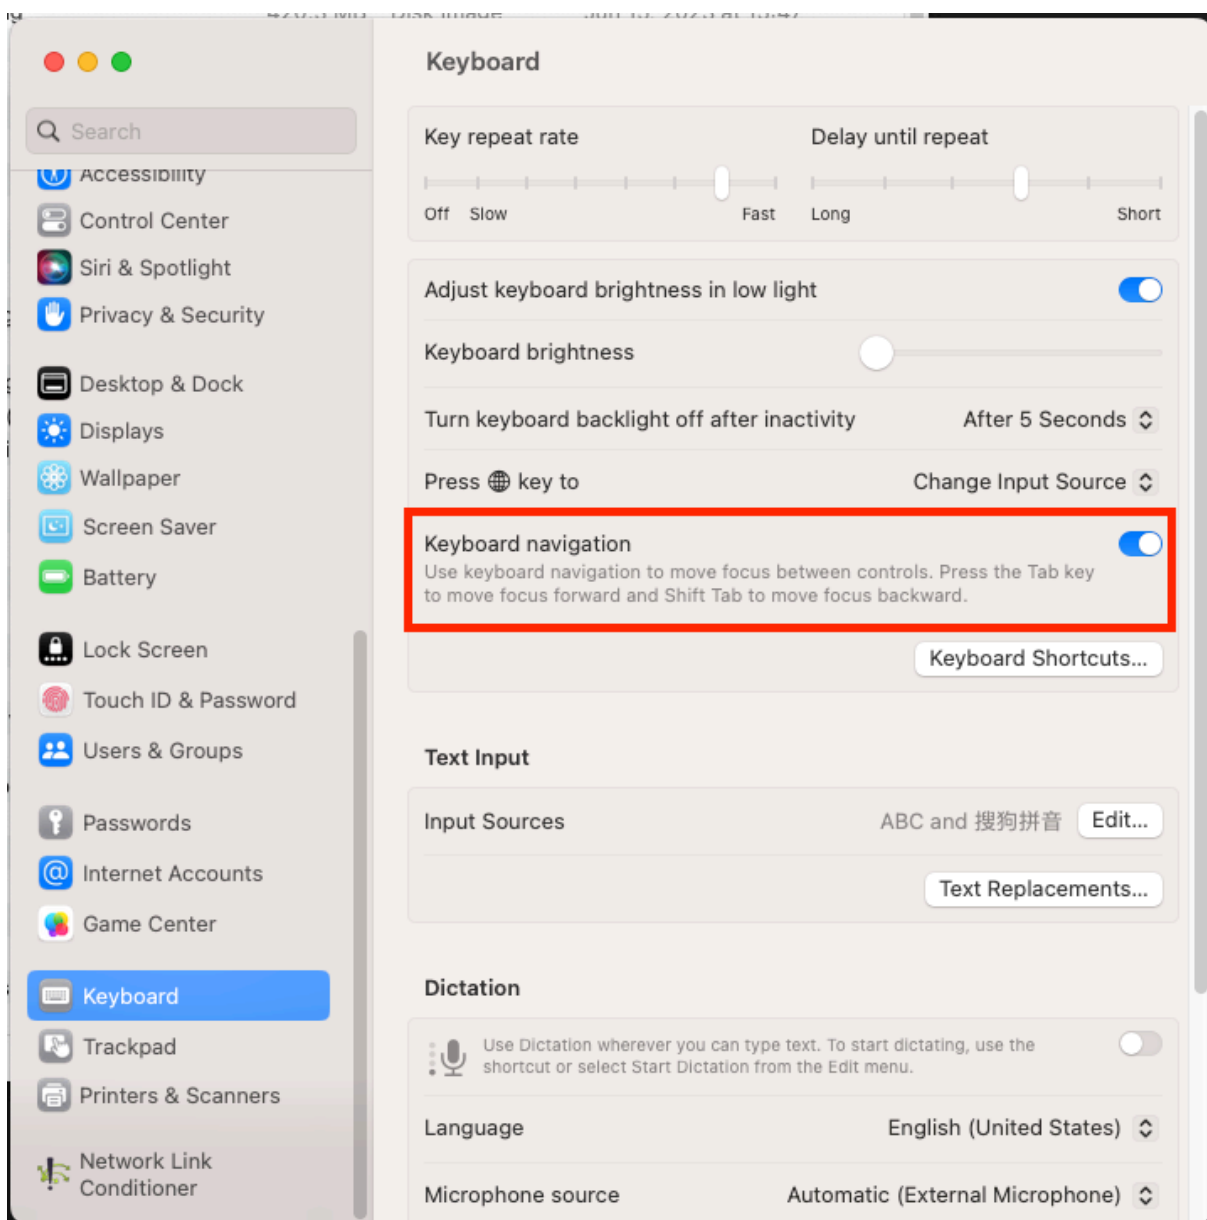 Keyboard
Search
Accessibility
Control Center
Siri & Spotlight
Privacy & Security
Desktop & Dock
Displays
Wallpaper
Screen Saver
Battery
Lock Screen
Touch ID & Password
Users & Groups
Passwords
Internet Accounts
Game Center
Keyboard
Trackpad
Printers & Scanners
Network Link
Conditioner
Key repeat rate
Delay until repeat
Off Slow Fast
Long Short
Adjust keyboard brightness in low light
Keyboard brightness
Turn keyboard backlight off after inactivity After 5 Seconds
Press key to Change Input Source
Keyboard navigation
Use keyboard navigation to move focus between controls. Press the Tab key
to move focus forward and Shift Tab to move focus backward.
Keyboard Shortcuts...
Text Input
Input Sources ABC and 搜狗拼音 Edit...
Text Replacements...
Dictation
Use Dictation wherever you can type text. To start dictating, use the
shortcut or select Start Dictation from the Edit menu.
Language English (United States)
Microphone source Automatic (External Microphone)